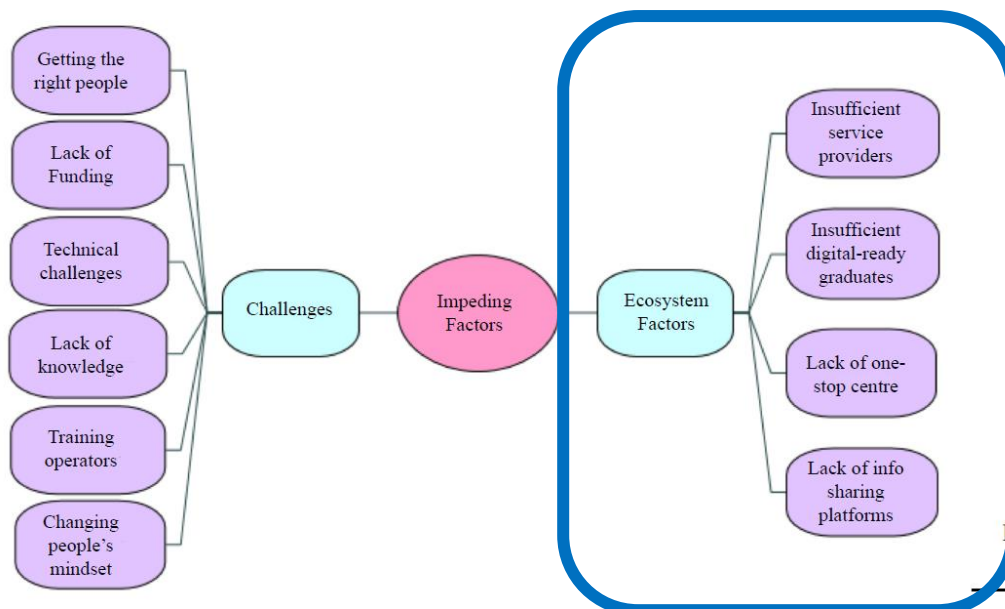 Getting the
right people
Lack of
Funding
Technical
challenges
Lack of
knowledge
Training
operators
Changing
people's
mindset
Challenges
Impeding
Factors
Ecosystem
Factors
Insufficient
service
providers
Insufficient
digital-ready
graduates
Lack of one-
stop centre
Lack of info
sharing
platforms